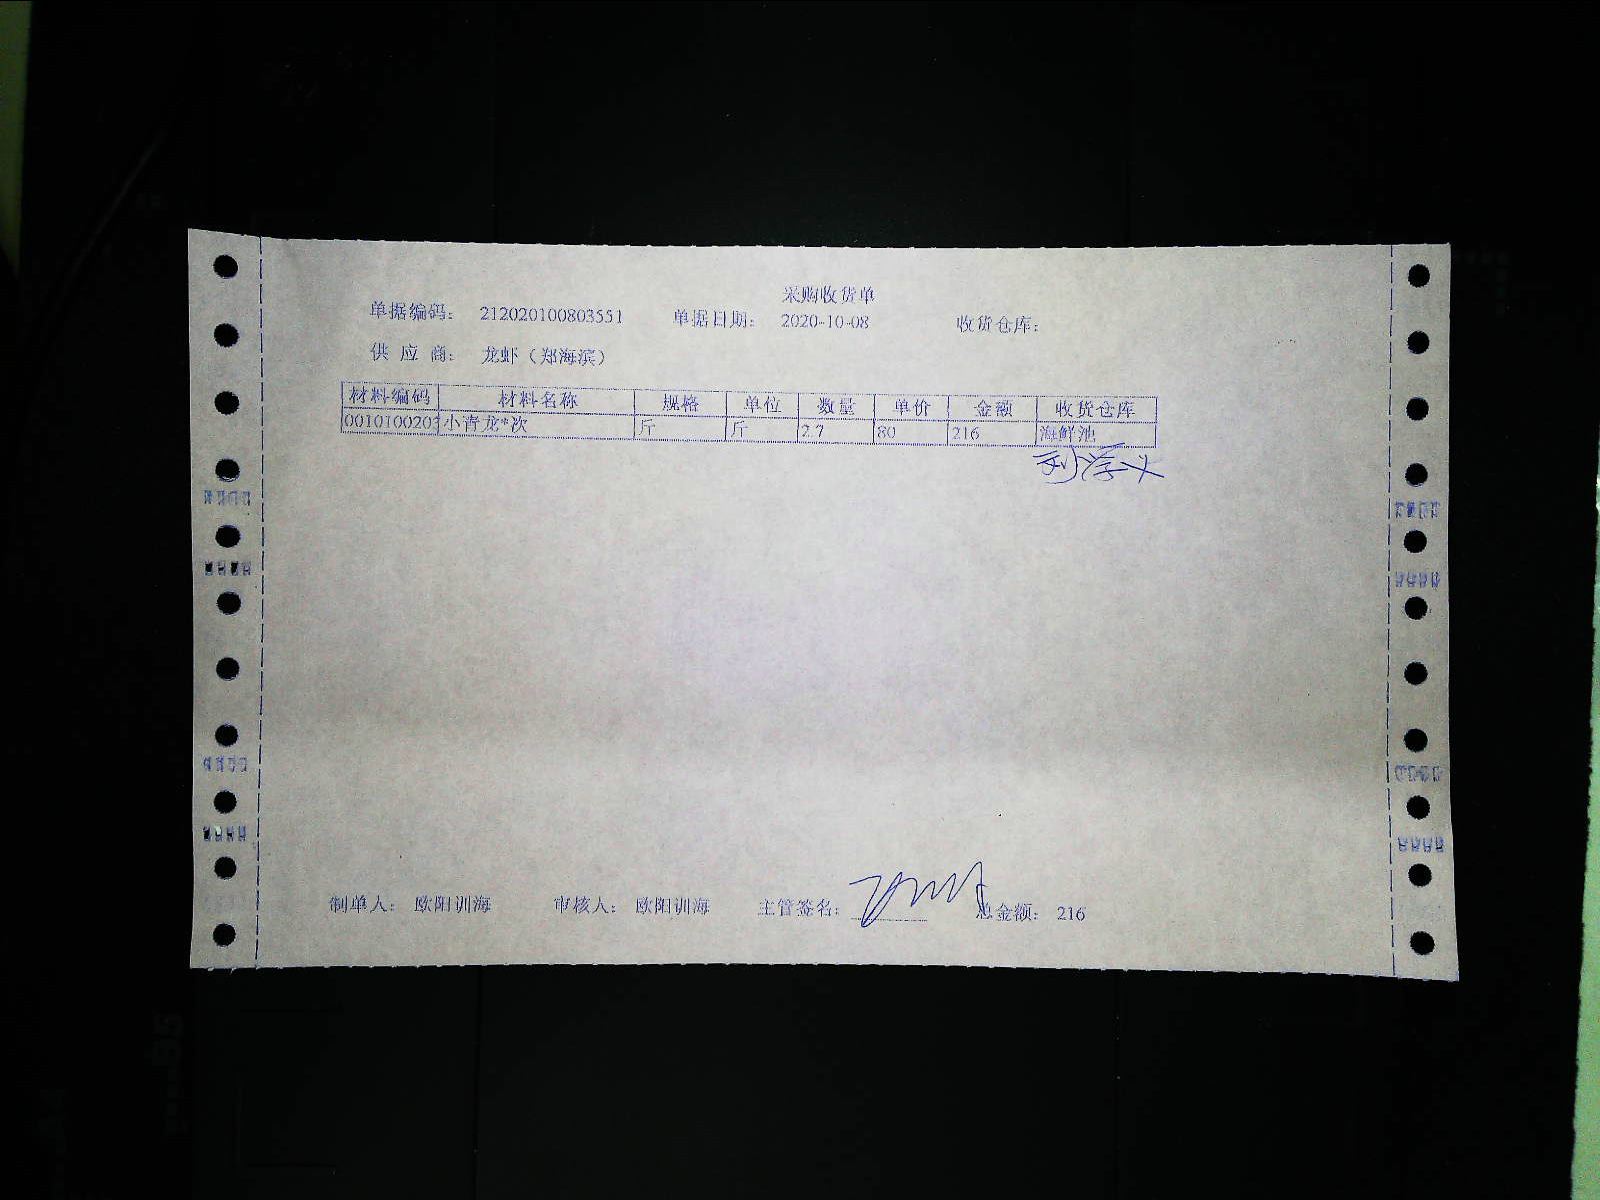 采购收货单
单据编码： 212020100803551 单据日期： 2020-10-08 收货仓库：
供 应 商： 龙虾（郑海滨）
材料编码 材料名称 规格 单位 数量 单价 金额 收货仓库
0010100203 小青龙*次 斤 斤 2.7 80 216 海鲜池
刘学义
制单人： 欧阳训海 审核人： 欧阳训海 主管签名： 总金额： 216